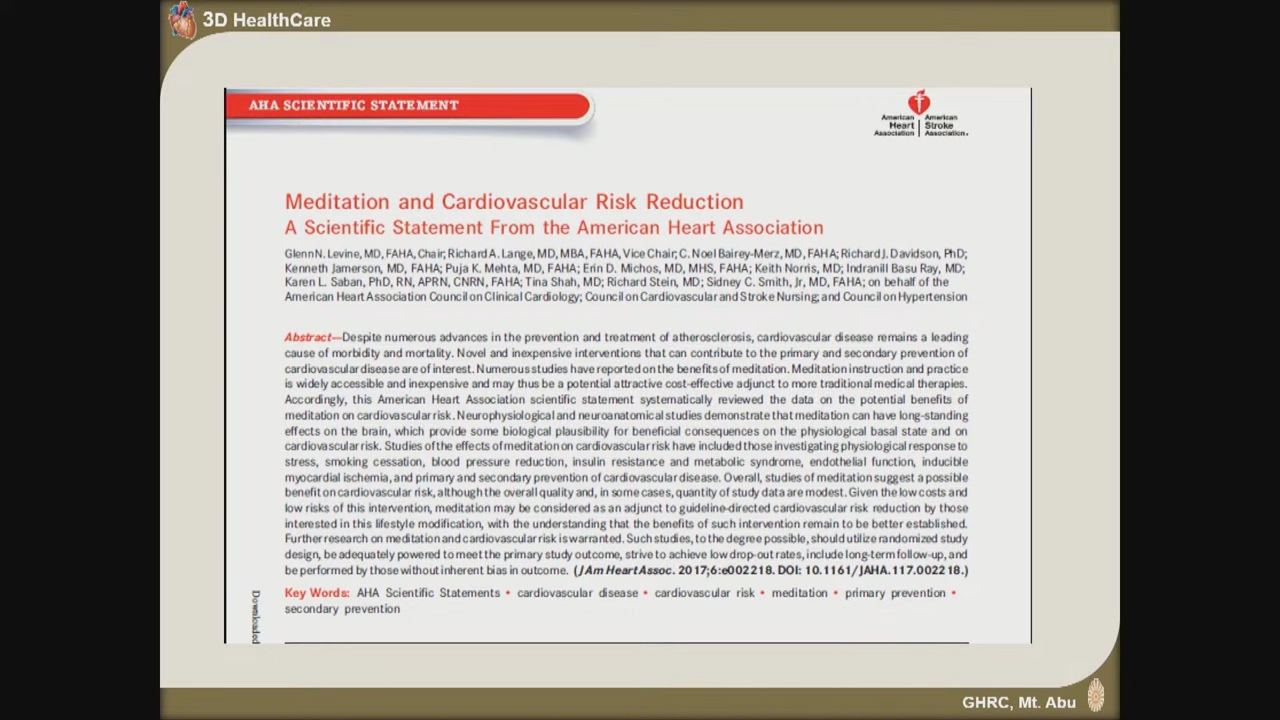 3D HealthCare
AHA SCIENTIFIC STATEMENT
American Heart Association
American Stroke Association.
Meditation and Cardiovascular Risk Reduction
A Scientific Statement From the American Heart Association
Glenn N. Levine, MD, FAHA, Chair; Richard A. Lange, MD, MBA, FAHA, Vice Chair; C. Noel Bairey-Merz, MD, FAHA; Richard J. Davidson, PhD;
Kenneth Jamerson, MD, FAHA; Puja K. Mehta, MD, FAHA; Erin D. Michos, MD, MHS, FAHA; Keith Norris, MD; Indranill Basu Ray, MD;
Karen L. Saban, PhD, RN, APRN, CNRN, FAHA; Tina Shah, MD; Richard Stein, MD; Sidney C. Smith, Jr, MD, FAHA; on behalf of the
American Heart Association Council on Clinical Cardiology; Council on Cardiovascular and Stroke Nursing; and Council on Hypertension
Abstract—Despite numerous advances in the prevention and treatment of atherosclerosis, cardiovascular disease remains a leading
cause of morbidity and mortality. Novel and inexpensive interventions that can contribute to the primary and secondary prevention of
cardiovascular disease are of interest. Numerous studies have reported on the benefits of meditation. Meditation instruction and practice
is widely accessible and inexpensive and may thus be a potential attractive cost-effective adjunct to more traditional medical therapies.
Accordingly, this American Heart Association scientific statement systematically reviewed the data on the potential benefits of
meditation on cardiovascular risk. Neurophysiological and neuroanatomical studies demonstrate that meditation can have long-standing
effects on the brain, which provide some biological plausibility for beneficial consequences on the physiological basal state and on
cardiovascular risk. Studies of the effects of meditation on cardiovascular risk have included those investigating physiological response to
stress, smoking cessation, blood pressure reduction, insulin resistance and metabolic syndrome, endothelial function, inducible
myocardial ischemia, and primary and secondary prevention of cardiovascular disease. Overall, studies of meditation suggest a possible
benefit on cardiovascular risk, although the overall quality and, in some cases, quantity of study data are modest. Given the low costs and
low risks of this intervention, meditation may be considered as an adjunct to guideline-directed cardiovascular risk reduction by those
interested in this lifestyle modification, with the understanding that the benefits of such intervention remain to be better established.
Further research on meditation and cardiovascular risk is warranted. Such studies, to the degree possible, should utilize randomized study
design, be adequately powered to meet the primary study outcome, strive to achieve low drop-out rates, include long-term follow-up, and
be performed by those without inherent bias in outcome. (J Am Heart Assoc. 2017;6:e002218. DOI: 10.1161/JAHA.117.002218.)
Key Words: AHA Scientific Statements • cardiovascular disease • cardiovascular risk • meditation • primary prevention •
secondary prevention
Downloaded
GHRC, Mt. Abu